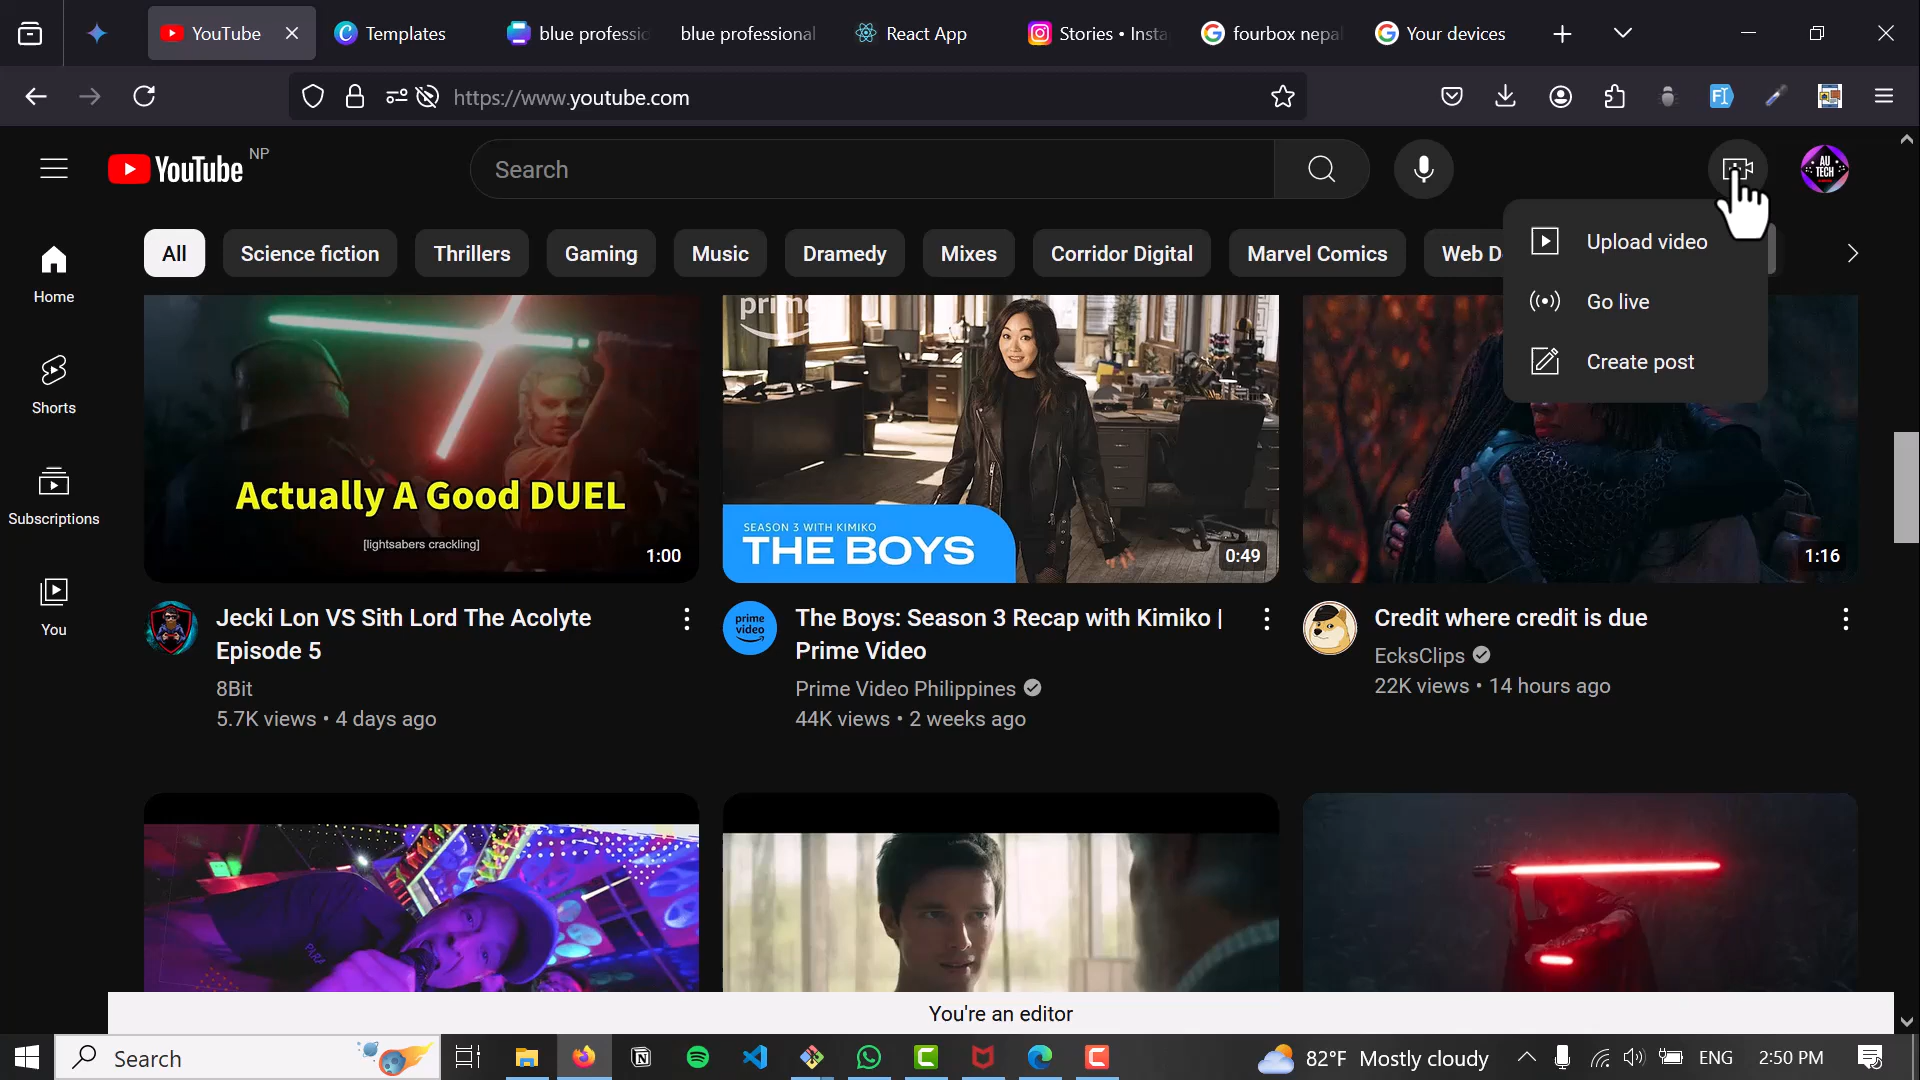 YouTube
Templates
blue professio
blue professional
React App
Stories • Insta
fourbox nepal
Your devices
https://www.youtube.com
YouTube NP
Search
Upload video
Go live
Create post
All
Science fiction
Thrillers
Gaming
Music
Dramedy
Mixes
Corridor Digital
Marvel Comics
Web D
Home
Shorts
Subscriptions
You
Actually A Good DUEL
[lightsabers crackling]
1:00
prime
SEASON 3 WITH KIMIKO
THE BOYS
0:49
1:16
Jecki Lon VS Sith Lord The Acolyte
Episode 5
8Bit
5.7K views • 4 days ago
prime
video
The Boys: Season 3 Recap with Kimiko |
Prime Video
Prime Video Philippines
44K views • 2 weeks ago
Credit where credit is due
EcksClips
22K views • 14 hours ago
AU
TECH
You're an editor
Search
82°F Mostly cloudy
ENG
2:50 PM